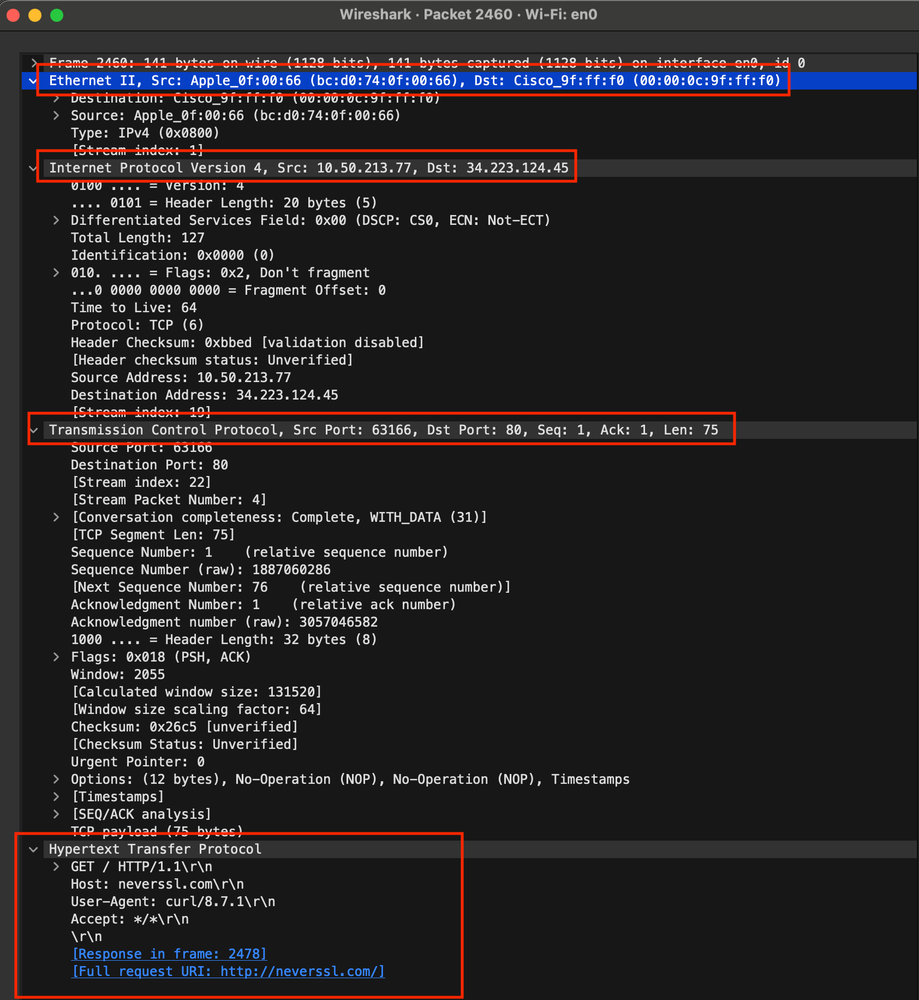 Wireshark · Packet 2460 · Wi-Fi: en0
Frame 2460: 141 bytes on wire (1128 bits), 141 bytes captured (1128 bits) on interface en0, id 0
Ethernet II, Src: Apple_0f:00:66 (bc:d0:74:0f:00:66), Dst: Cisco_9f:ff:f0 (00:00:0c:9f:ff:f0)
Destination: Cisco_9f:ff:f0 (00:00:0c:9f:ff:f0)
Source: Apple_0f:00:66 (bc:d0:74:0f:00:66)
Type: IPv4 (0x0800)
[Stream index: 1]
Internet Protocol Version 4, Src: 10.50.213.77, Dst: 34.223.124.45
0100 .... = Version: 4
.... 0101 = Header Length: 20 bytes (5)
Differentiated Services Field: 0x00 (DSCP: CS0, ECN: Not-ECT)
Total Length: 127
Identification: 0x0000 (0)
010. .... = Flags: 0x2, Don't fragment
...0 0000 0000 0000 = Fragment Offset: 0
Time to Live: 64
Protocol: TCP (6)
Header Checksum: 0xbbed [validation disabled]
[Header checksum status: Unverified]
Source Address: 10.50.213.77
Destination Address: 34.223.124.45
[Stream index: 19]
Transmission Control Protocol, Src Port: 63166, Dst Port: 80, Seq: 1, Ack: 1, Len: 75
Source Port: 63166
Destination Port: 80
[Stream index: 22]
[Stream Packet Number: 4]
[Conversation completeness: Complete, WITH_DATA (31)]
[TCP Segment Len: 75]
Sequence Number: 1    (relative sequence number)
Sequence Number (raw): 1887060286
[Next Sequence Number: 76    (relative sequence number)]
Acknowledgment Number: 1    (relative ack number)
Acknowledgment number (raw): 3057046582
1000 .... = Header Length: 32 bytes (8)
Flags: 0x018 (PSH, ACK)
Window: 2055
[Calculated window size: 131520]
[Window size scaling factor: 64]
Checksum: 0x26c5 [unverified]
[Checksum Status: Unverified]
Urgent Pointer: 0
Options: (12 bytes), No-Operation (NOP), No-Operation (NOP), Timestamps
[Timestamps]
[SEQ/ACK analysis]
TCP payload (75 bytes)
Hypertext Transfer Protocol
GET / HTTP/1.1\r\n
Host: neverssl.com\r\n
User-Agent: curl/8.7.1\r\n
Accept: */*\r\n
\r\n
[Response in frame: 2478]
[Full request URI: http://neverssl.com/]